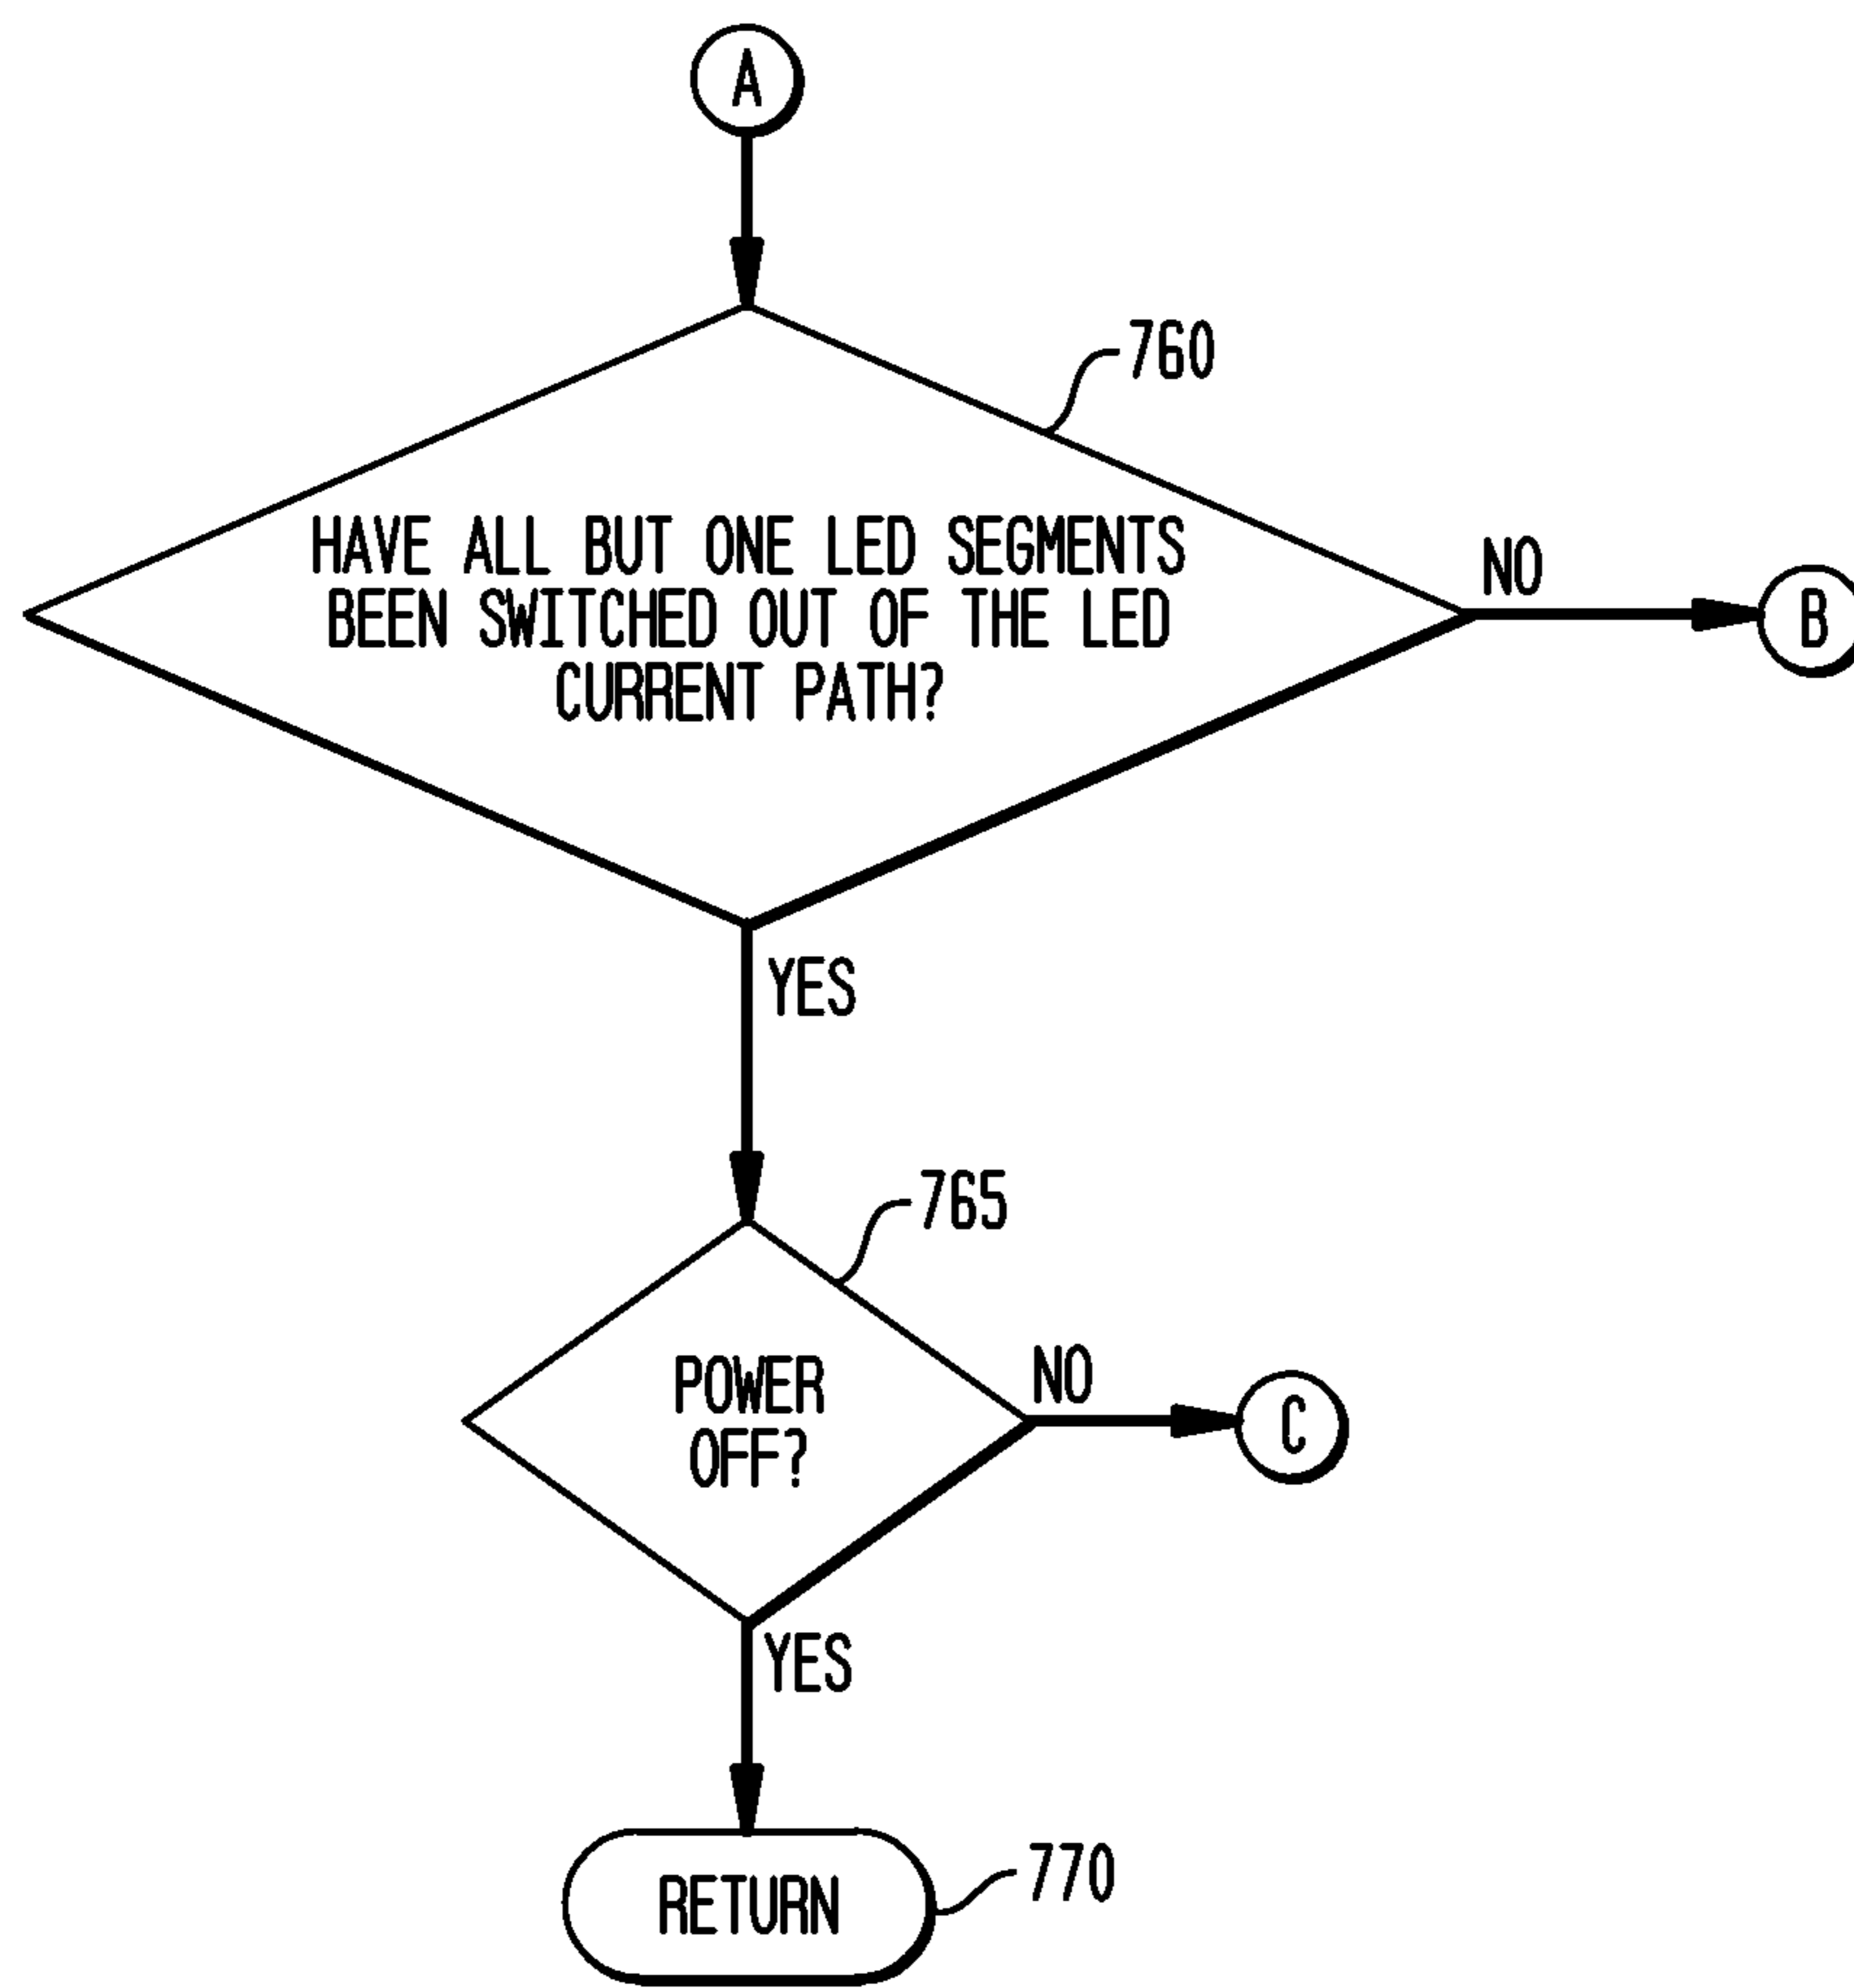 A
760
HAVE ALL BUT ONE LED SEGMENTS
BEEN SWITCHED OUT OF THE LED
CURRENT PATH?
NO
B
YES
765
POWER
OFF?
NO
C
YES
RETURN
770